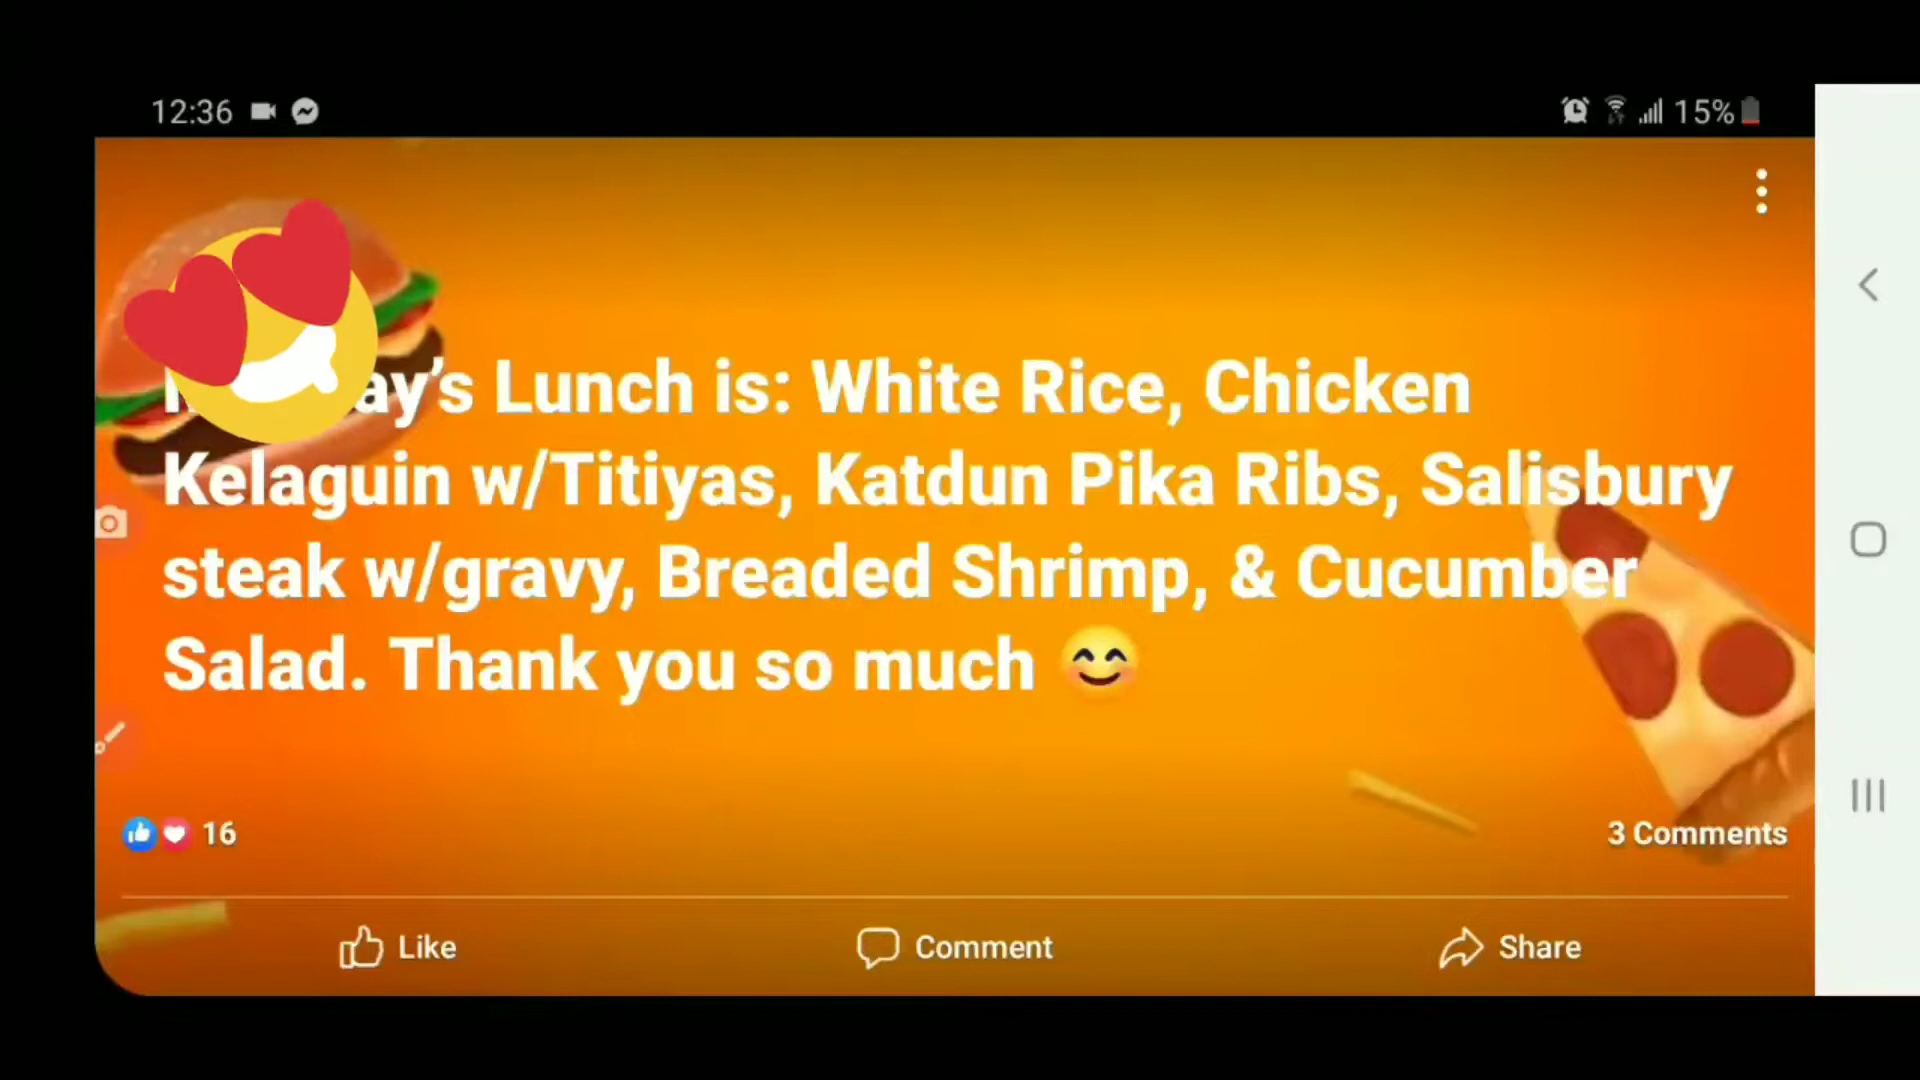 12:36
15%
ay's Lunch is: White Rice, Chicken
Kelaguin w/Titiyas, Katdun Pika Ribs, Salisbury
steak w/gravy, Breaded Shrimp, & Cucumber
Salad. Thank you so much 😊
16
3 Comments
Like
Comment
Share